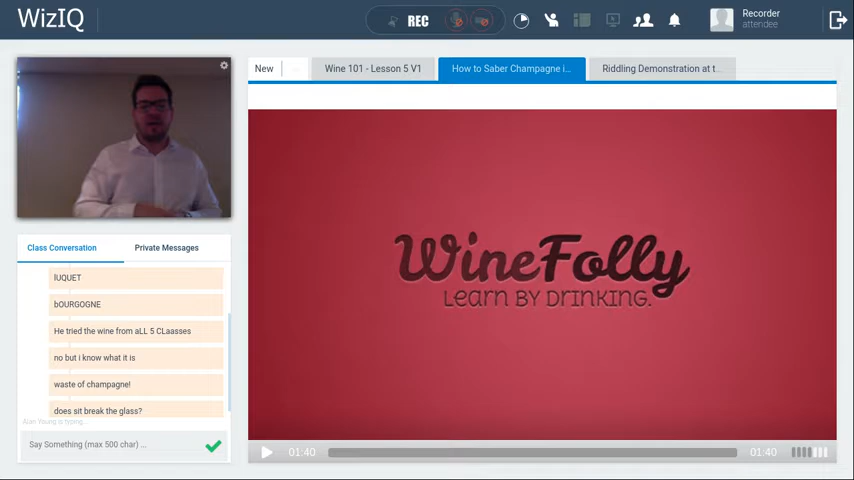 WizIQ
REC
Recorder
attendee
New
Wine 101 - Lesson 5 V1
How to Saber Champagne i...
Riddling Demonstration at t...
Class Conversation
Private Messages
lUQUET
bOURGOGNE
He tried the wine from aLL 5 CLaasses
no but i know what it is
waste of champagne!
does sit break the glass?
Alan Young is typing...
Say Something (max 500 char) ...
WineFolly
Learn By Drinking.
01:40
01:40